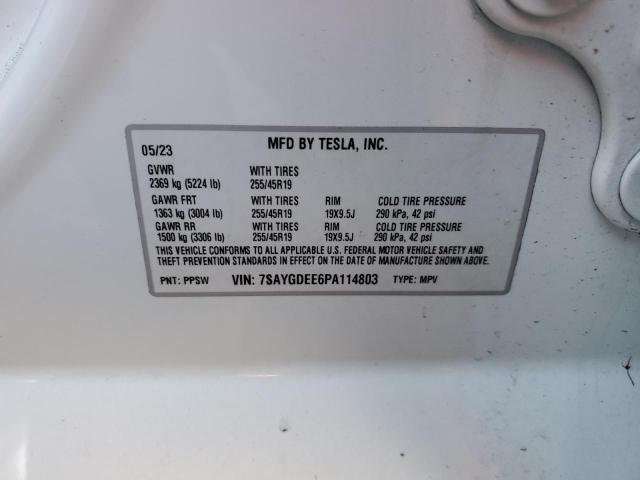 05/23 MFD BY TESLA, INC.
GVWR WITH TIRES
2369 kg (5224 lb) 255/45R19
GAWR FRT WITH TIRES RIM COLD TIRE PRESSURE
1363 kg (3004 lb) 255/45R19 19X9.5J 290 kPa, 42 psi
GAWR RR WITH TIRES RIM COLD TIRE PRESSURE
1500 kg (3306 lb) 255/45R19 19X9.5J 290 kPa, 42 psi
THIS VEHICLE CONFORMS TO ALL APPLICABLE U.S. FEDERAL MOTOR VEHICLE SAFETY AND
THEFT PREVENTION STANDARDS IN EFFECT ON THE DATE OF MANUFACTURE SHOWN ABOVE.
PNT: PPSW VIN: 7SAYGDEE6PA114803 TYPE: MPV